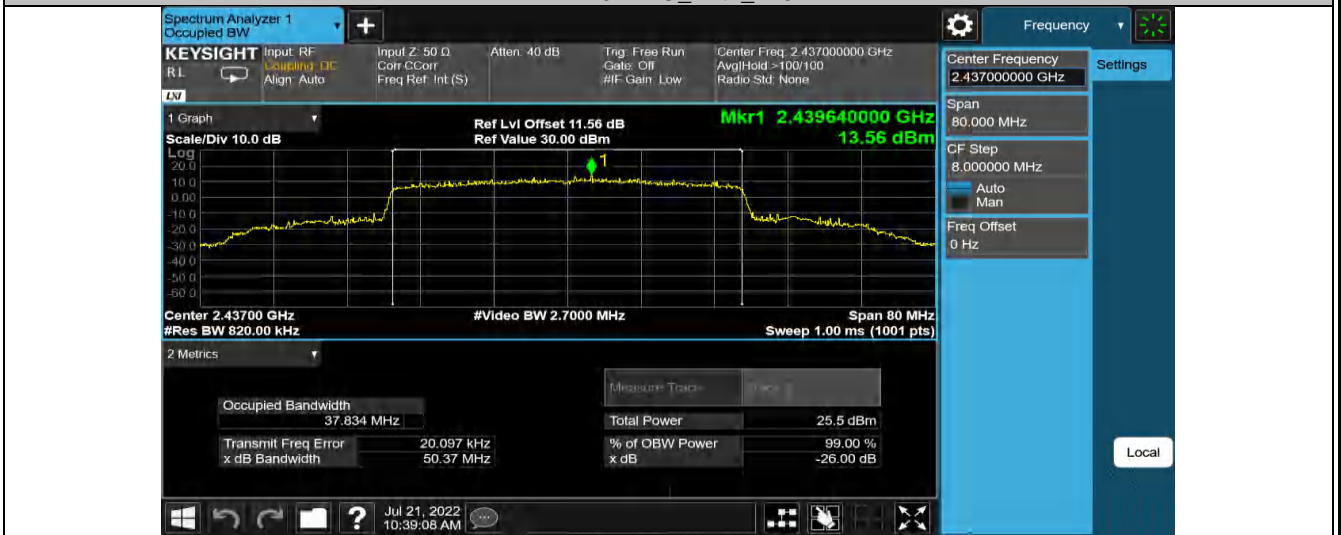 Spectrum Analyzer 1
Occupied BW
Frequency
KEYSIGHT
RL
LXI
Input: RF
Coupling: DC
Align: Auto
Input Z: 50 Ω
Corr CCorr
Freq Ref: Int (S)
Atten: 40 dB
Trig: Free Run
Gate: Off
#IF Gain: Low
Center Freq: 2.437000000 GHz
Avg|Hold >100/100
Radio Std: None
Center Frequency
2.437000000 GHz
Settings
Span
80.000 MHz
CF Step
8.000000 MHz
Auto
Man
Freq Offset
0 Hz
Local
1 Graph
Scale/Div 10.0 dB
Ref Lvl Offset 11.56 dB
Ref Value 30.00 dBm
Mkr1 2.439640000 GHz
13.56 dBm
Log
20.0
10.0
0.00
-10.0
-20.0
-30.0
-40.0
-50.0
-60.0
1
Center 2.43700 GHz
#Res BW 820.00 kHz
#Video BW 2.7000 MHz
Span 80 MHz
Sweep 1.00 ms (1001 pts)
2 Metrics
Measure Trace
Occupied Bandwidth
37.834 MHz
Transmit Freq Error 20.097 kHz
x dB Bandwidth 50.37 MHz
Total Power 25.5 dBm
% of OBW Power 99.00 %
x dB -26.00 dB
?
Jul 21, 2022
10:39:08 AM